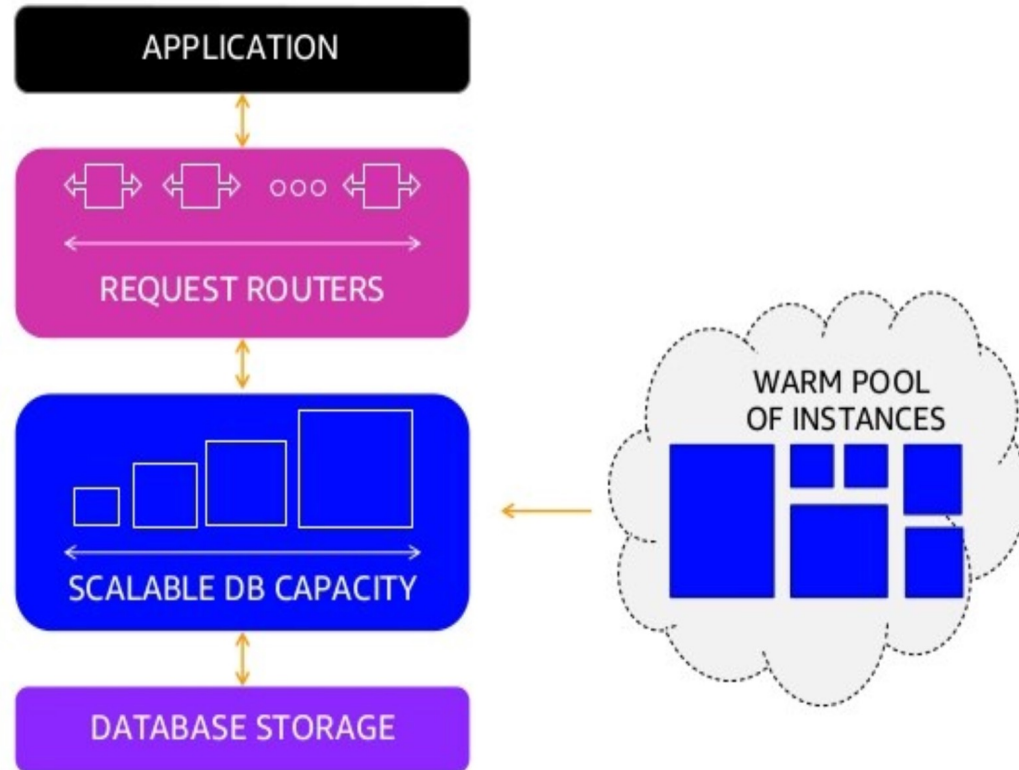 APPLICATION
REQUEST ROUTERS
SCALABLE DB CAPACITY
DATABASE STORAGE
WARM POOL
OF INSTANCES